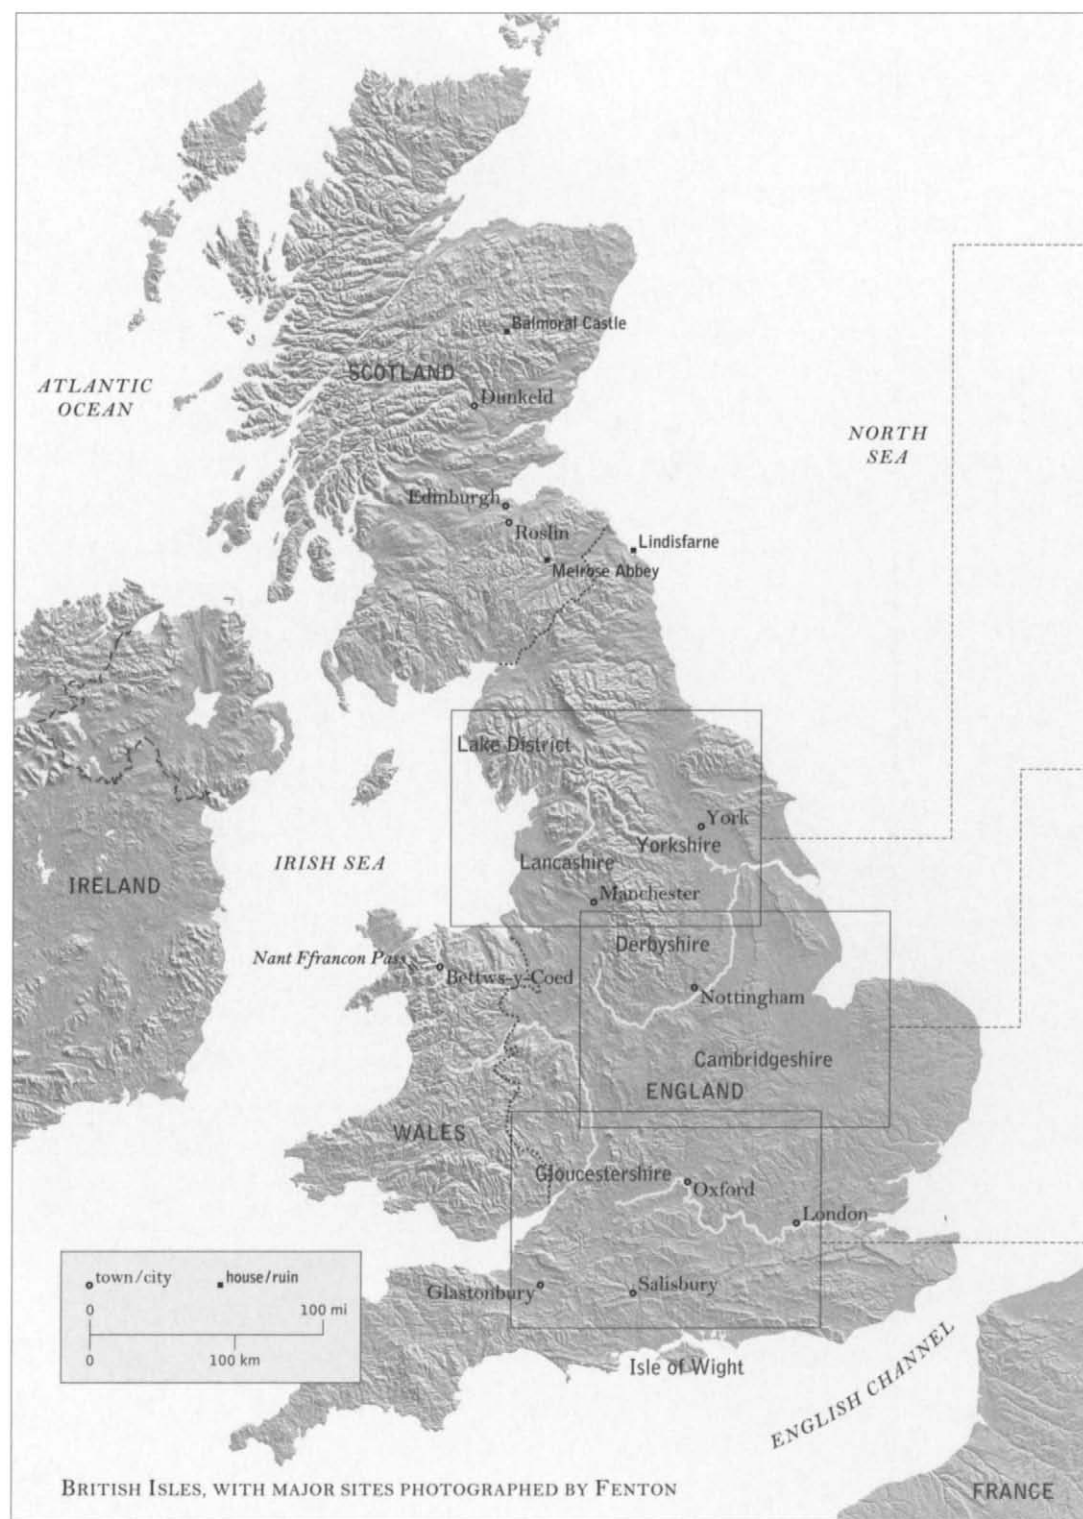 Balmoral Castle
SCOTLAND
ATLANTIC
OCEAN
Dunkeld
NORTH
SEA
Edinburgh
Roslin
Lindisfarne
Melrose Abbey
Lake District
York
Yorkshire
IRISH SEA
Lancashire
IRELAND
Manchester
Derbyshire
Nant Ffrancon Pass
Bettws-y-Coed
Nottingham
Cambridgeshire
ENGLAND
WALES
Gloucestershire
Oxford
London
town/city
house/ruin
Glastonbury
Salisbury
0
100 mi
0
100 km
Isle of Wight
ENGLISH CHANNEL
BRITISH ISLES, WITH MAJOR SITES PHOTOGRAPHED BY FENTON
FRANCE